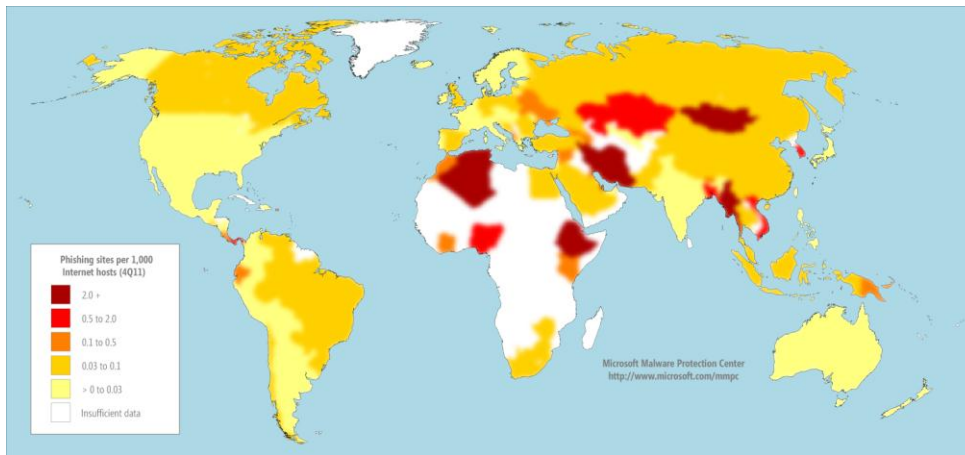 Phishing sites per 1,000
Internet hosts (4Q11)
2.0 +
0.5 to 2.0
0.1 to 0.5
0.03 to 0.1
> 0 to 0.03
Insufficient data
Microsoft Malware Protection Center
http://www.microsoft.com/mmpc